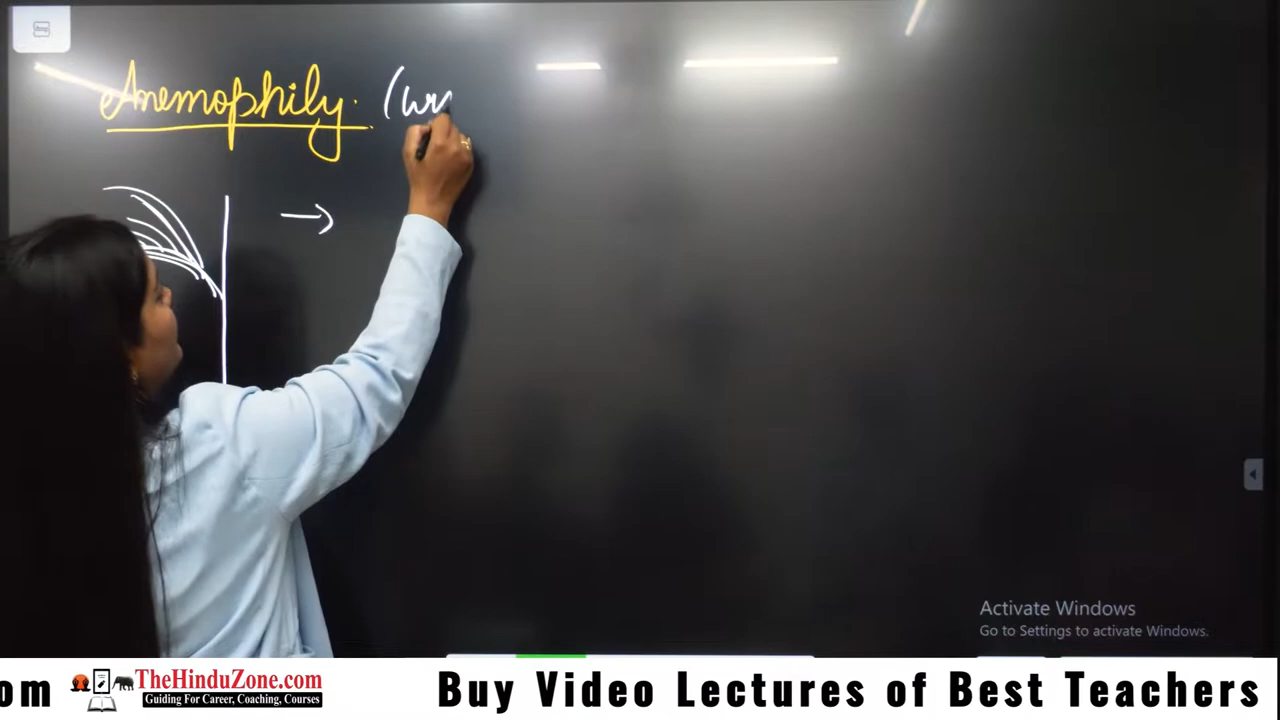 Anemophily. (w
Activate Windows
Go to Settings to activate Windows.
om TheHinduZone.com Buy Video Lectures of Best Teachers
Guiding For Career, Coaching, Courses